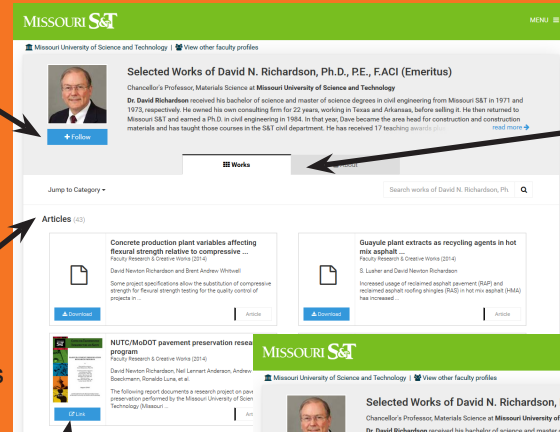 MISSOURI S&T
MENU
Missouri University of Science and Technology | View other faculty profiles
Selected Works of David N. Richardson, Ph.D., P.E., F.ACI (Emeritus)
Chancellor's Professor, Materials Science at Missouri University of Science and Technology
Dr. David Richardson received his bachelor of science and master of science degrees in civil engineering from Missouri S&T in 1971 and
1973, respectively. He owned his own consulting firm for 22 years, working in Texas and Arkansas, before selling it. He then returned to
Missouri S&T and earned a Ph.D. in civil engineering in 1984. In that year, Dave became the area head for construction and construction
materials and has taught those courses in the S&T civil department. He has received 17 teaching awards
read more
+ Follow
Works
Jump to Category
Search works of David N. Richardson, Ph
Articles (43)
Concrete production plant variables affecting
flexural strength relative to compressive ...
Faculty Research & Creative Works (2014)
David Newton Richardson and Brent Andrew Whitwell
Some project specifications allow the substitution of compressive
strength for flexural strength testing for the quality control of
projects in ...
Download
Article
Guayule plant extracts as recycling agents in hot
mix asphalt ...
Faculty Research & Creative Works (2014)
S. Lusher and David Newton Richardson
Increased usage of reclaimed asphalt pavement (RAP) and
reclaimed asphalt roofing shingles (RAS) in hot mix asphalt (HMA)
has increased ...
Download
Article
NUTC/MoDOT pavement preservation resea
program
Faculty Research & Creative Works (2014)
David Newton Richardson, Neil Lennart Anderson, Andrew
Boeckmann, Ronaldo Luna, et al.
The following report documents a research project on pav
preservation performed by the Missouri University of Scien
Technology (Missouri ...
Link
Art
s
MISSOURI S&T
Missouri University of Science and Technology | View other faculty profiles
Selected Works of David N. Richardson,
Chancellor's Professor, Materials Science at Missouri University of
Dr. David Richardson received his bachelor of science and master